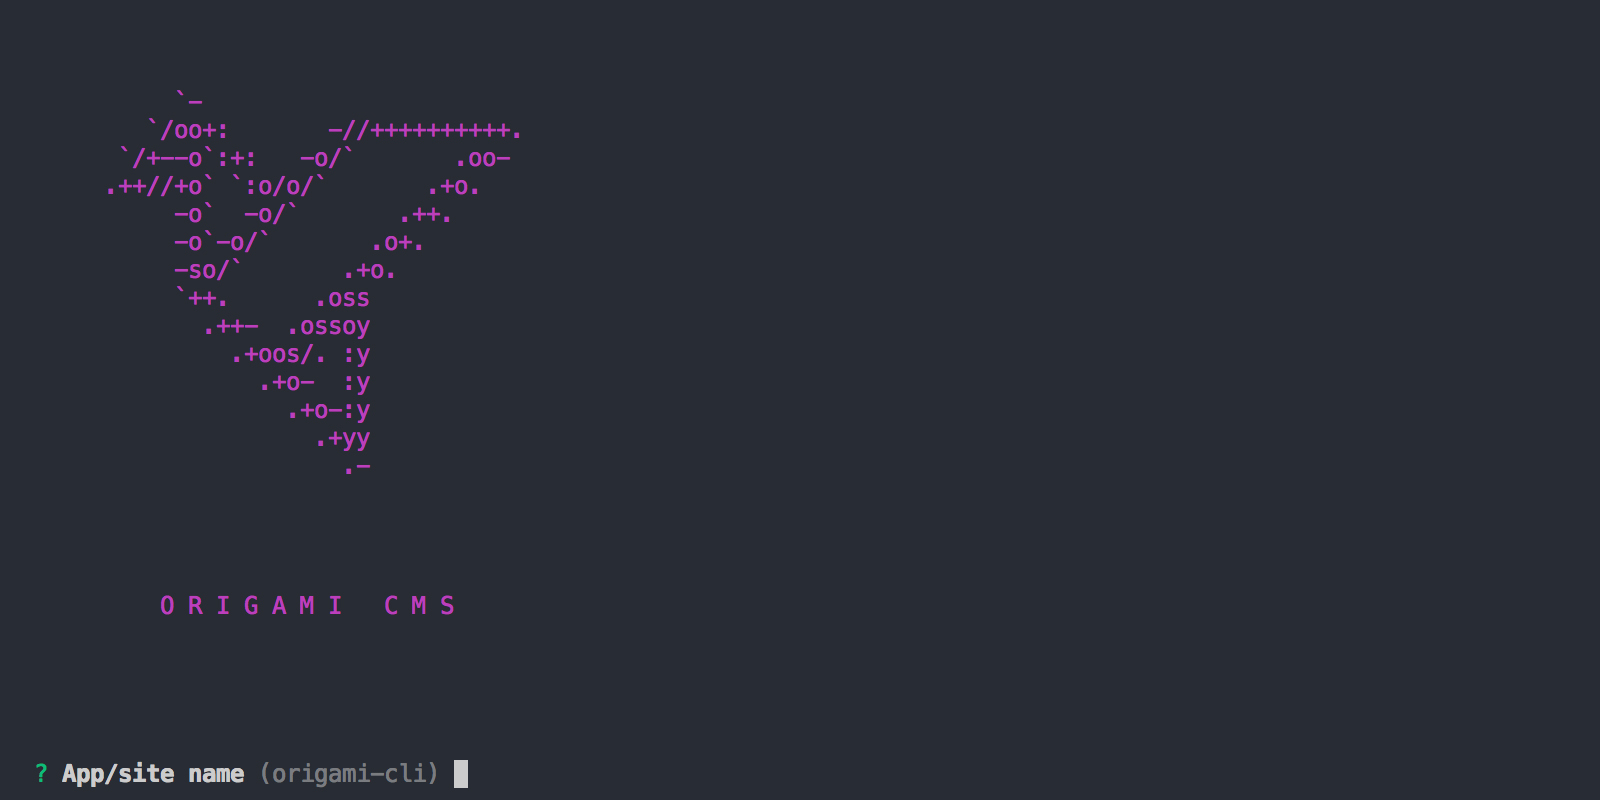 `-
   `/oo+:       -//++++++++++.
 `/+--o`:+:   -o/`       .oo-
.++//+o` `:o/o/`       .+o.
     -o`  -o/`       .++.
     -o`-o/`       .o+.
     -so/`       .+o.
     `++.      .oss
       .++-  .ossoy
         .+oos/. :y
           .+o-  :y
             .+o-:y
               .+yy
                 .-
O R I G A M I   C M S
? App/site name (origami-cli)